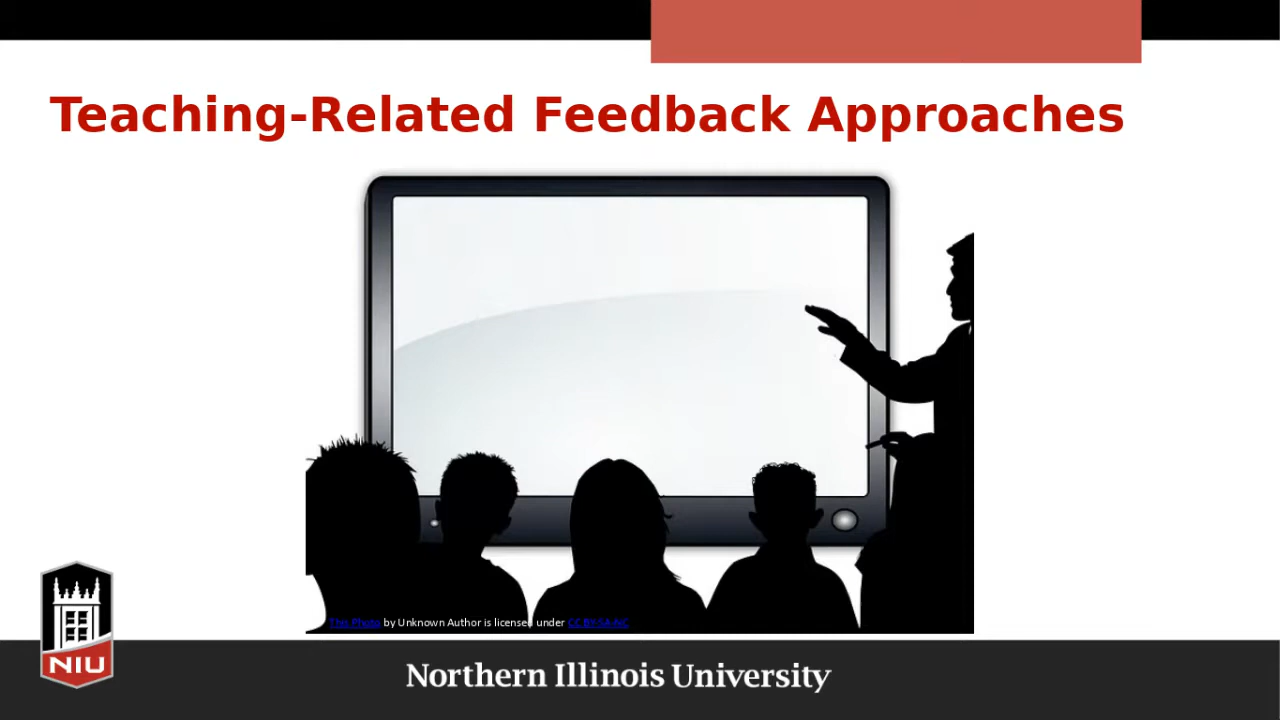 Teaching-Related Feedback Approaches
This Photo by Unknown Author is licensed under CC BY-SA-NC
NIU
Northern Illinois University